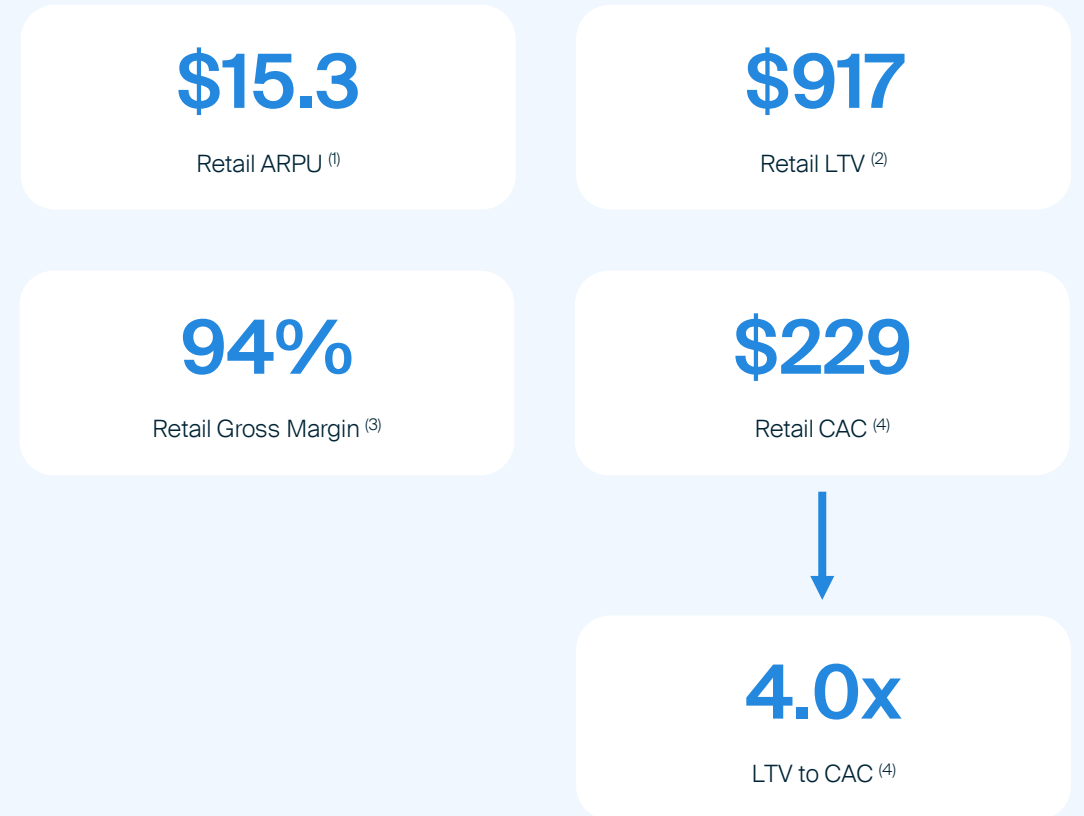 $15.3
Retail ARPU (1)
$917
Retail LTV (2)
94%
Retail Gross Margin (3)
$229
Retail CAC (4)
4.0x
LTV to CAC (4)